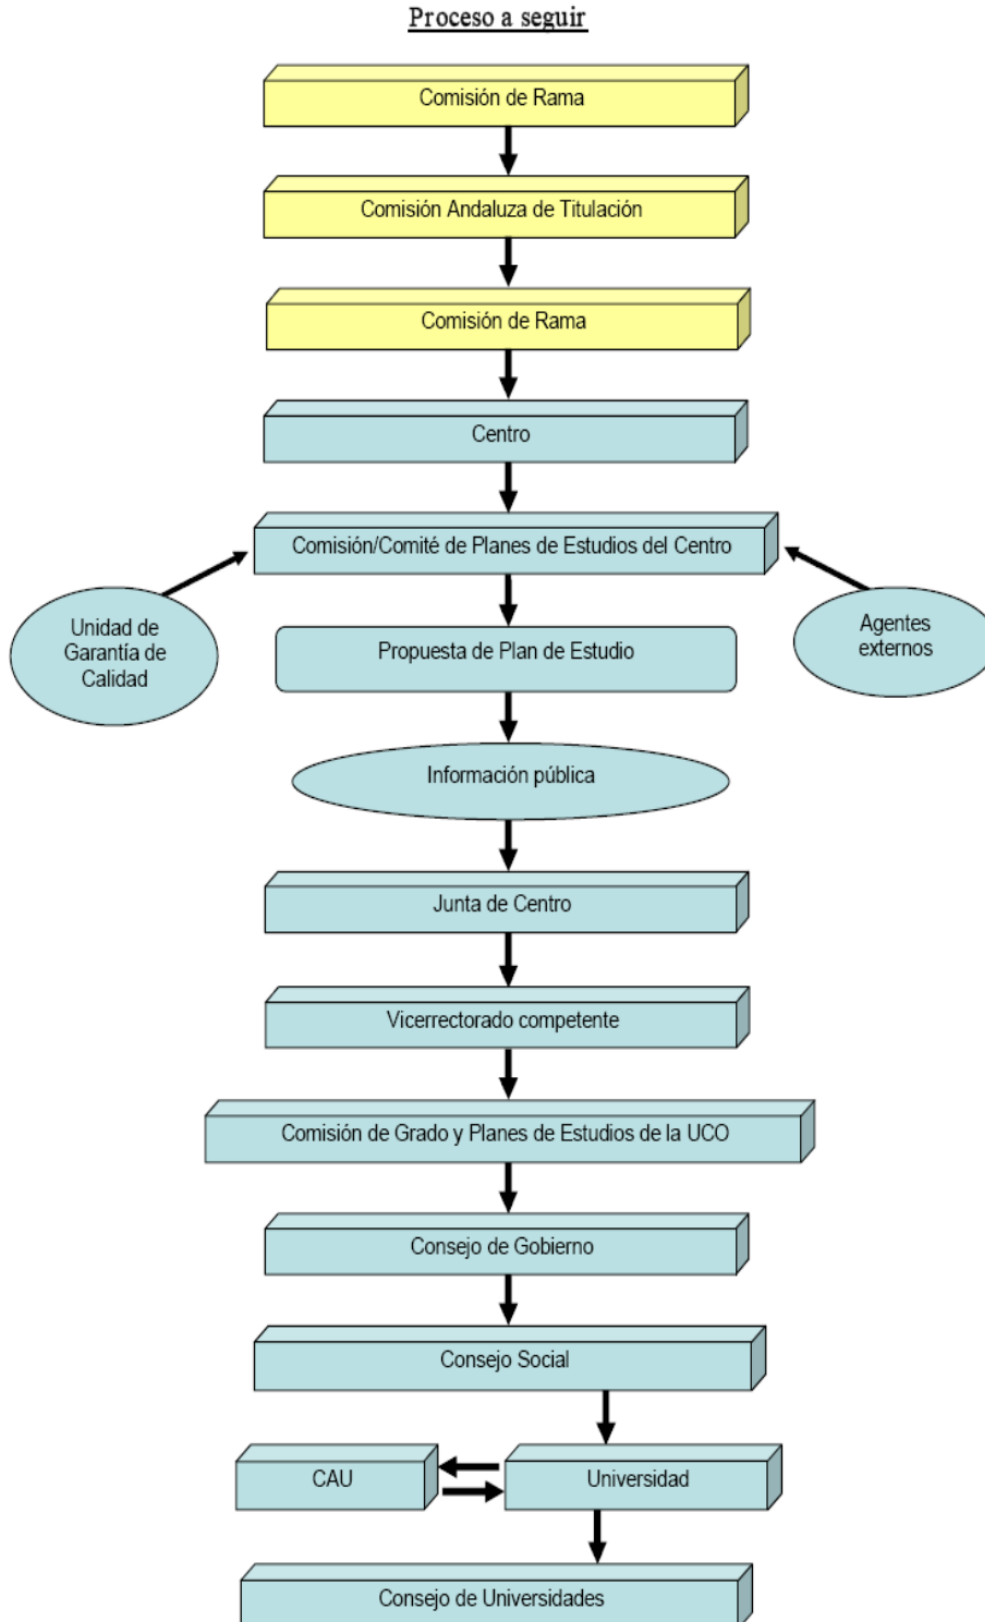 Proceso a seguir
Comisión de Rama
Comisión Andaluza de Titulación
Comisión de Rama
Centro
Comisión/Comité de Planes de Estudios del Centro
Unidad de
Garantía de
Calidad
Agentes
externos
Propuesta de Plan de Estudio
Información pública
Junta de Centro
Vicerrectorado competente
Comisión de Grado y Planes de Estudios de la UCO
Consejo de Gobierno
Consejo Social
CAU
Universidad
Consejo de Universidades